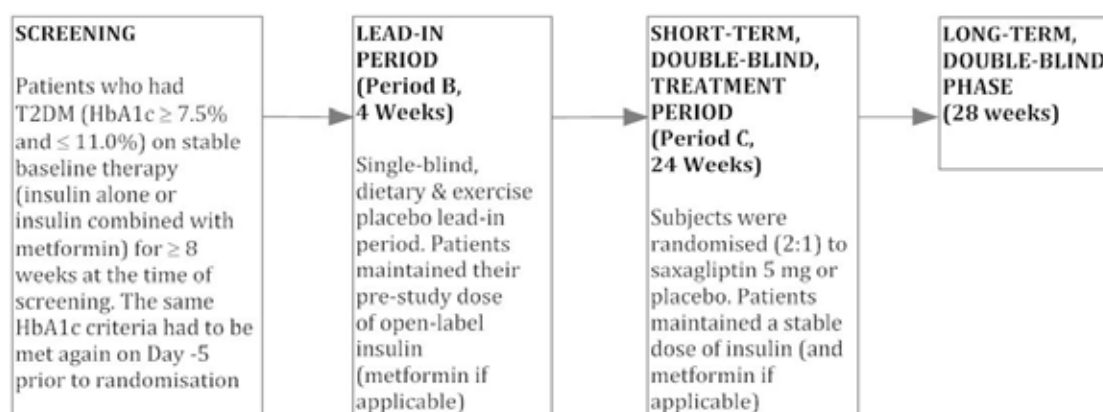 SCREENING
Patients who had
T2DM (HbA1c ≥ 7.5%
and ≤ 11.0%) on stable
baseline therapy
(insulin alone or
insulin combined with
metformin) for ≥ 8
weeks at the time of
screening. The same
HbA1c criteria had to be
met again on Day -5
prior to randomisation
LEAD-IN
PERIOD
(Period B,
4 Weeks)
Single-blind,
dietary & exercise
placebo lead-in
period. Patients
maintained their
pre-study dose
of open-label
insulin
(metformin if
applicable)
SHORT-TERM,
DOUBLE-BLIND,
TREATMENT
PERIOD
(Period C,
24 Weeks)
Subjects were
randomised (2:1) to
saxagliptin 5 mg or
placebo. Patients
maintained a stable
dose of insulin (and
metformin if
applicable)
LONG-TERM,
DOUBLE-BLIND
PHASE
(28 weeks)